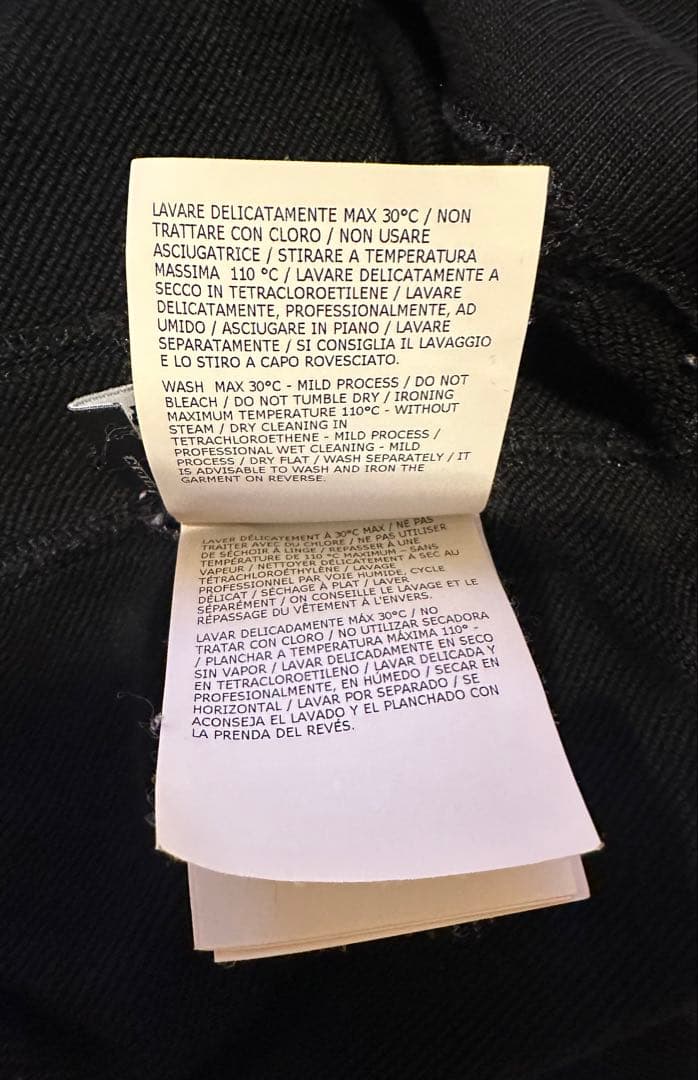 LAVARE DELICATAMENTE MAX 30°C / NON
TRATTARE CON CLORO / NON USARE
ASCIUGATRICE / STIRARE A TEMPERATURA
MASSIMA 110 °C / LAVARE DELICATAMENTE A
SECCO IN TETRACLOROETILENE / LAVARE
DELICATAMENTE, PROFESSIONALMENTE, AD
UMIDO / ASCIUGARE IN PIANO / LAVARE
SEPARATAMENTE / SI CONSIGLIA IL LAVAGGIO
E LO STIRO A CAPO ROVESCIATO.
WASH MAX 30°C - MILD PROCESS / DO NOT
BLEACH / DO NOT TUMBLE DRY / IRONING
MAXIMUM TEMPERATURE 110°C - WITHOUT
STEAM / DRY CLEANING IN
TETRACHLOROETHENE - MILD PROCESS /
PROFESSIONAL WET CLEANING - MILD
PROCESS / DRY FLAT / WASH SEPARATELY / IT
IS ADVISABLE TO WASH AND IRON THE
GARMENT ON REVERSE.
LAVER DÉLICATEMENT À 30°C MAX / NE PAS
TRAITER AVEC DU CHLORE / NE PAS UTILISER
DE SÉCHOIR À LINGE / REPASSER À UNE
TEMPÉRATURE DE 110 °C MAXIMUM - SANS
VAPEUR / NETTOYER DÉLICATEMENT À SEC AU
TÉTRACHLOROÉTHYLÈNE / LAVAGE
PROFESSIONNEL PAR VOIE HUMIDE, CYCLE
DÉLICAT / SÉCHAGE À PLAT / LAVER
SÉPARÉMENT / ON CONSEILLE LE LAVAGE ET LE
RÉPASSAGE DU VÊTEMENT À L'ENVERS.
LAVAR DELICADAMENTE MÁX 30°C / NO
TRATAR CON CLORO / NO UTILIZAR SECADORA
/ PLANCHAR A TEMPERATURA MÁXIMA 110° -
SIN VAPOR / LAVAR DELICADAMENTE EN SECO
EN TETRACLOROETILENO / LAVAR DELICADA Y
PROFESIONALMENTE, EN HÚMEDO / SECAR EN
HORIZONTAL / LAVAR POR SEPARADO / SE
ACONSEJA EL LAVADO Y EL PLANCHADO CON
LA PRENDA DEL REVÉS.